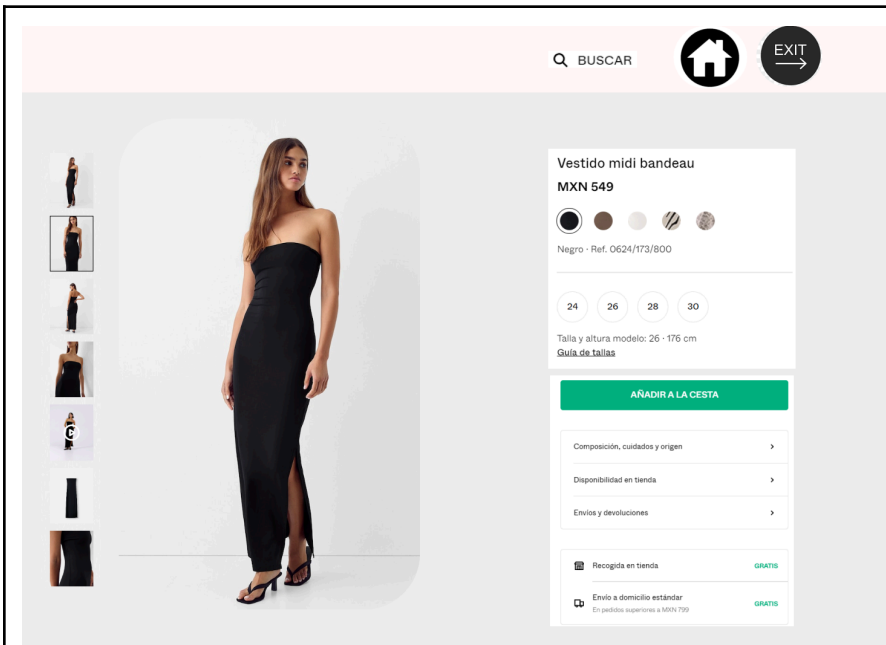 BUSCAR
EXIT
Vestido midi bandeau
MXN 549
Negro · Ref. 0624/173/800
24 26 28 30
Talla y altura modelo: 26 · 176 cm
Guía de tallas
AÑADIR A LA CESTA
Composición, cuidados y origen
Disponibilidad en tienda
Envíos y devoluciones
Recogida en tienda GRATIS
Envío a domicilio estándar
En pedidos superiores a MXN 799 GRATIS